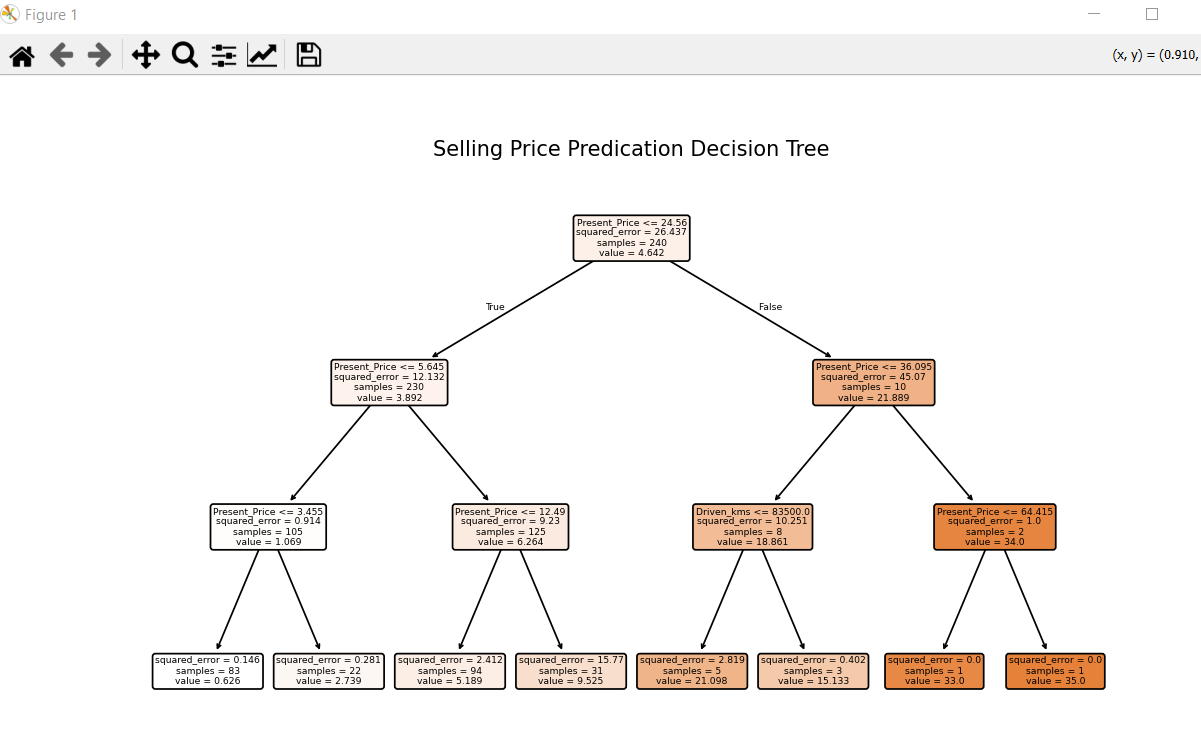 Figure 1
(x, y) = (0.910,
Selling Price Predication Decision Tree
Present_Price <= 24.56
squared_error = 26.437
samples = 240
value = 4.642
True
False
Present_Price <= 5.645
squared_error = 12.132
samples = 230
value = 3.892
Present_Price <= 36.095
squared_error = 45.07
samples = 10
value = 21.889
Present_Price <= 3.455
squared_error = 0.914
samples = 105
value = 1.069
Present_Price <= 12.49
squared_error = 9.23
samples = 125
value = 6.264
Driven_kms <= 83500.0
squared_error = 10.251
samples = 8
value = 18.861
Present_Price <= 64.415
squared_error = 1.0
samples = 2
value = 34.0
squared_error = 0.146
samples = 83
value = 0.626
squared_error = 0.281
samples = 22
value = 2.739
squared_error = 2.412
samples = 94
value = 5.189
squared_error = 15.77
samples = 31
value = 9.525
squared_error = 2.819
samples = 5
value = 21.098
squared_error = 0.402
samples = 3
value = 15.133
squared_error = 0.0
samples = 1
value = 33.0
squared_error = 0.0
samples = 1
value = 35.0